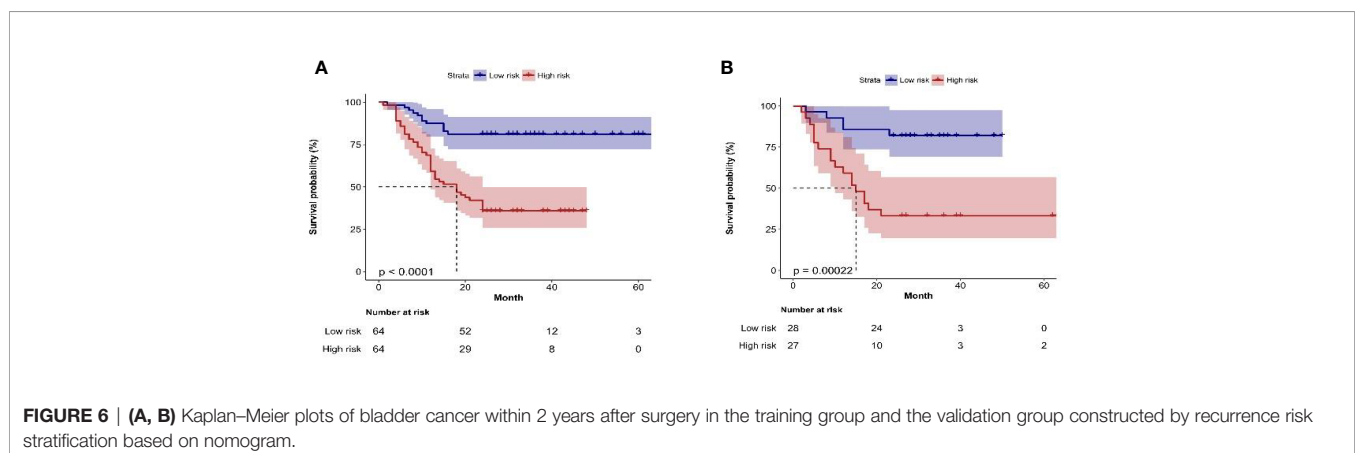 A
Strata Low risk High risk
100
75
50
25
0
Survival probability (%)
p < 0.0001
0 20 40 60
Month
Number at risk
Low risk 64 52 12 3
High risk 64 29 8 0
B
Strata Low risk High risk
100
75
50
25
0
Survival probability (%)
p = 0.00022
0 20 40 60
Month
Number at risk
Low risk 28 24 3 0
High risk 27 10 3 2
FIGURE 6 | (A, B) Kaplan–Meier plots of bladder cancer within 2 years after surgery in the training group and the validation group constructed by recurrence risk
stratification based on nomogram.